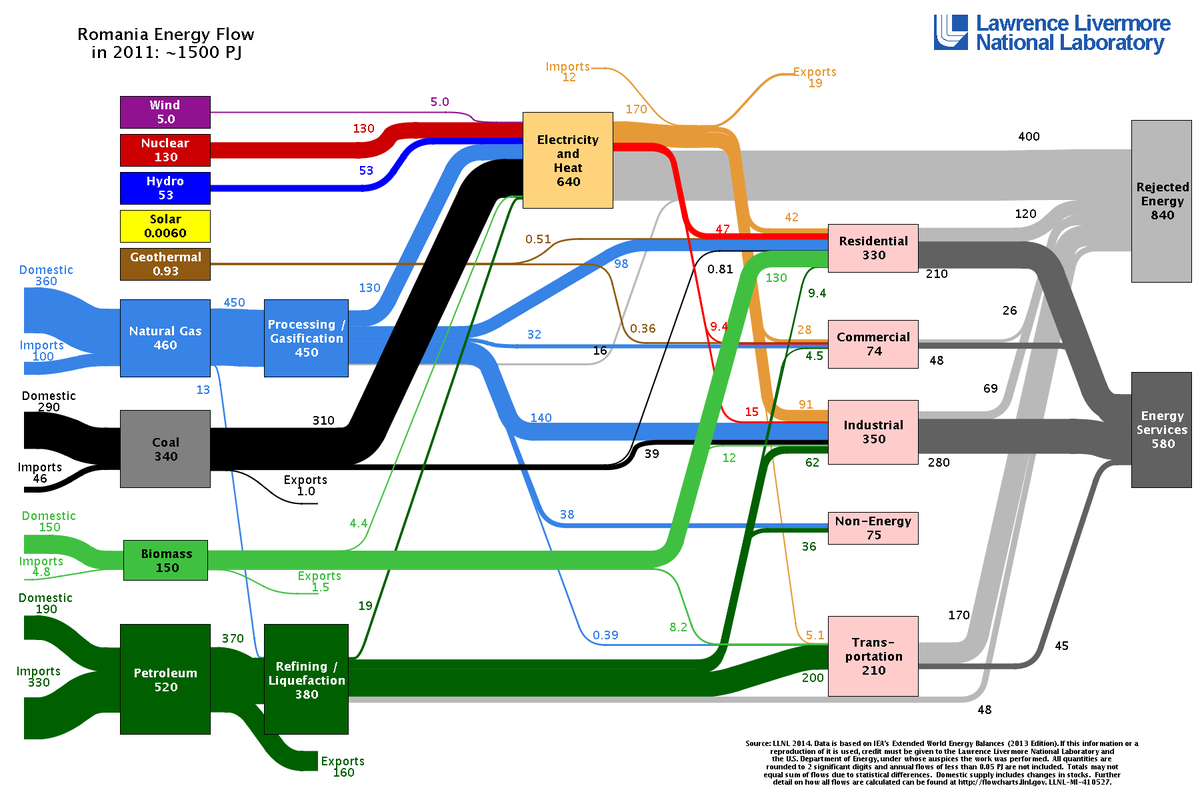 Romania Energy Flow
in 2011: ~1500 PJ
Lawrence Livermore
National Laboratory
Imports
12
Exports
19
Wind
5.0
5.0
170
Nuclear
130
130
Electricity
and
Heat
640
400
Hydro
53
53
Rejected
Energy
840
Solar
0.0060
42
120
47
Residential
330
0.51
Geothermal
0.93
98
0.81
130
210
Domestic
360
130
9.4
450
Natural Gas
460
Processing /
Gasification
450
32
0.36
9.4
28
26
Commercial
74
Imports
100
16
4.5
48
13
69
Domestic
290
310
140
15
91
Energy
Services
580
Coal
340
Industrial
350
39
12
62
280
Imports
46
Exports
1.0
Domestic
150
4.4
38
Non-Energy
75
36
Biomass
150
Imports
4.8
Exports
1.5
Domestic
190
19
370
8.2
0.39
5.1
170
Trans-
portation
210
45
Imports
330
Petroleum
520
Refining /
Liquefaction
380
200
48
Exports
160
Source: LLNL 2014. Data is based on IEA's Extended World Energy Balances (2013 Edition). If this information or a
reproduction of it is used, credit must be given to the Lawrence Livermore National Laboratory and
the U.S. Department of Energy, under whose auspices the work was performed. All quantities are
rounded to 2 significant digits and annual flows of less than 0.05 PJ are not included. Totals may not
equal sum of flows due to statistical differences. Domestic supply includes changes in stocks. Further
detail on how all flows are calculated can be found at http://flowcharts.llnl.gov. LLNL-MI-410527.